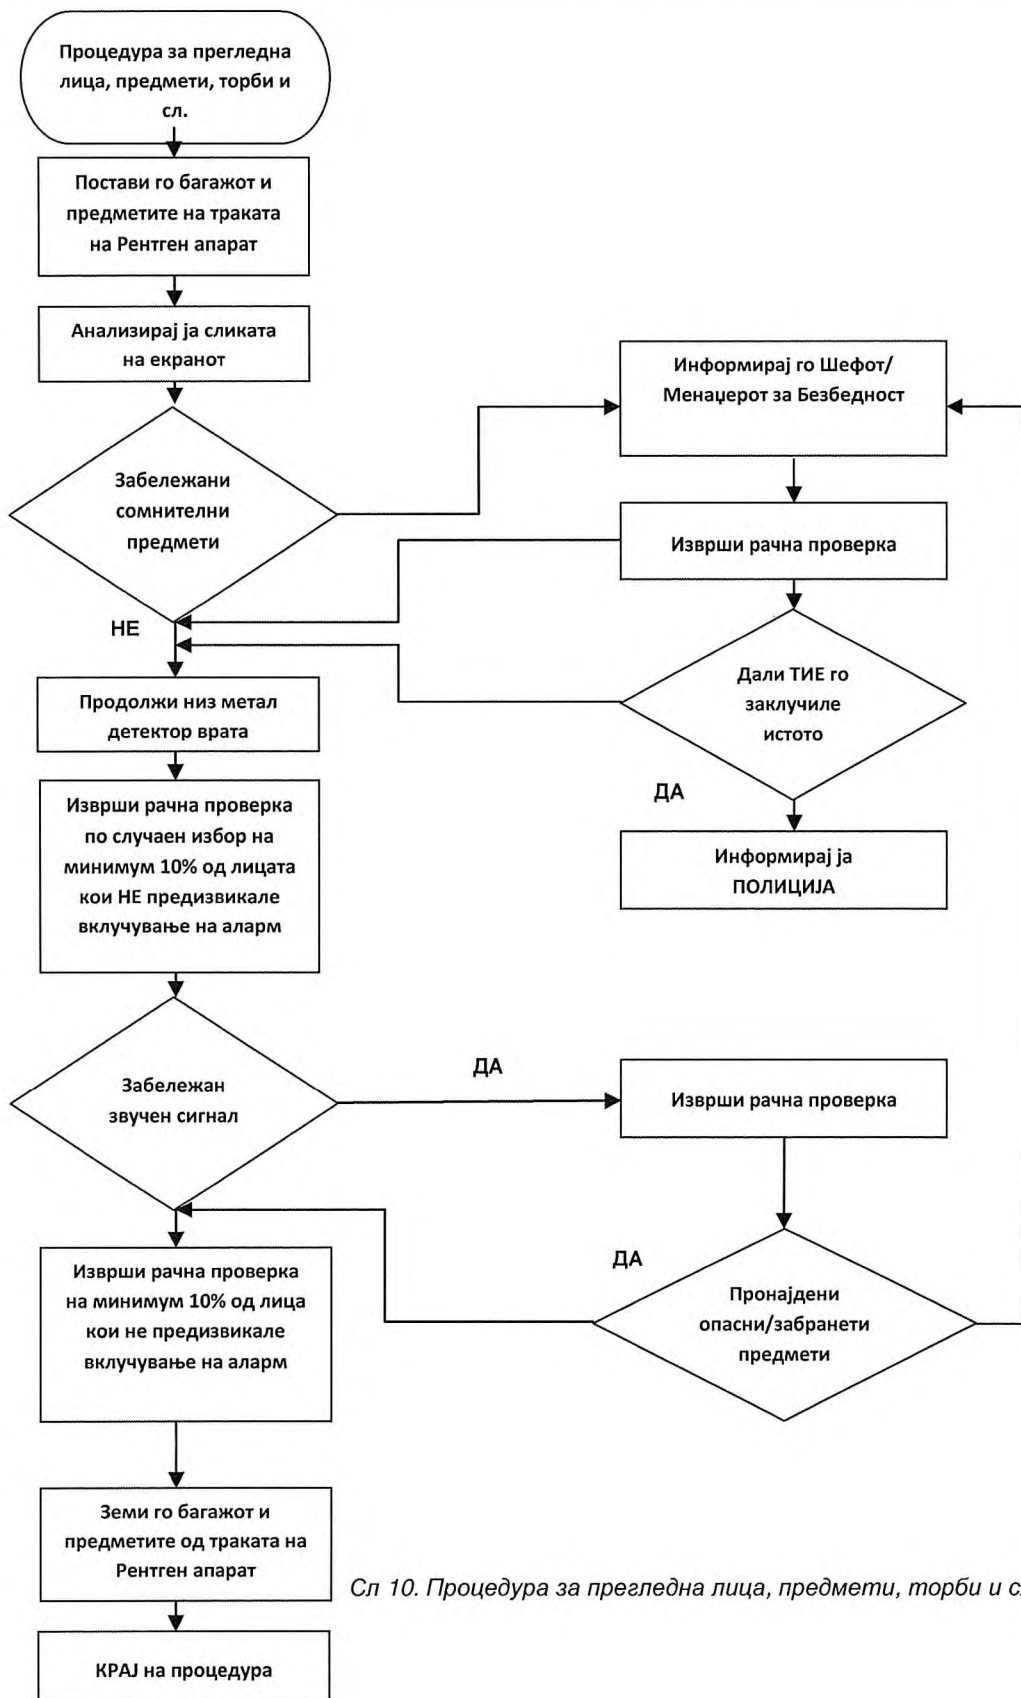 Процедура за прегледна
лица, предмети, торби и
сл.
Постави го багажот и
предметите на траката
на Рентген апарат
Анализирај ја сликата
на екранот
Забележани
сомнителни
предмети
Информирај го Шефот/
Менаџерот за Безбедност
Изврши рачна проверка
НЕ
Дали ТИЕ го
заклучиле
истото
Продолжи низ метал
детектор врата
ДА
Изврши рачна проверка
по случаен избор на
минимум 10% од лицата
кои НЕ предизвикале
вклучување на аларм
Информирај ја
ПОЛИЦИЈА
Забележан
звучен сигнал
ДА
Изврши рачна проверка
ДА
Изврши рачна проверка
на минимум 10% од лица
кои не предизвикале
вклучување на аларм
Пронајдени
опасни/забранети
предмети
Земи го багажот и
предметите од траката на
Рентген апарат
Сл 10. Процедура за прегледна лица, предмети, торби и
КРАЈ на процедура